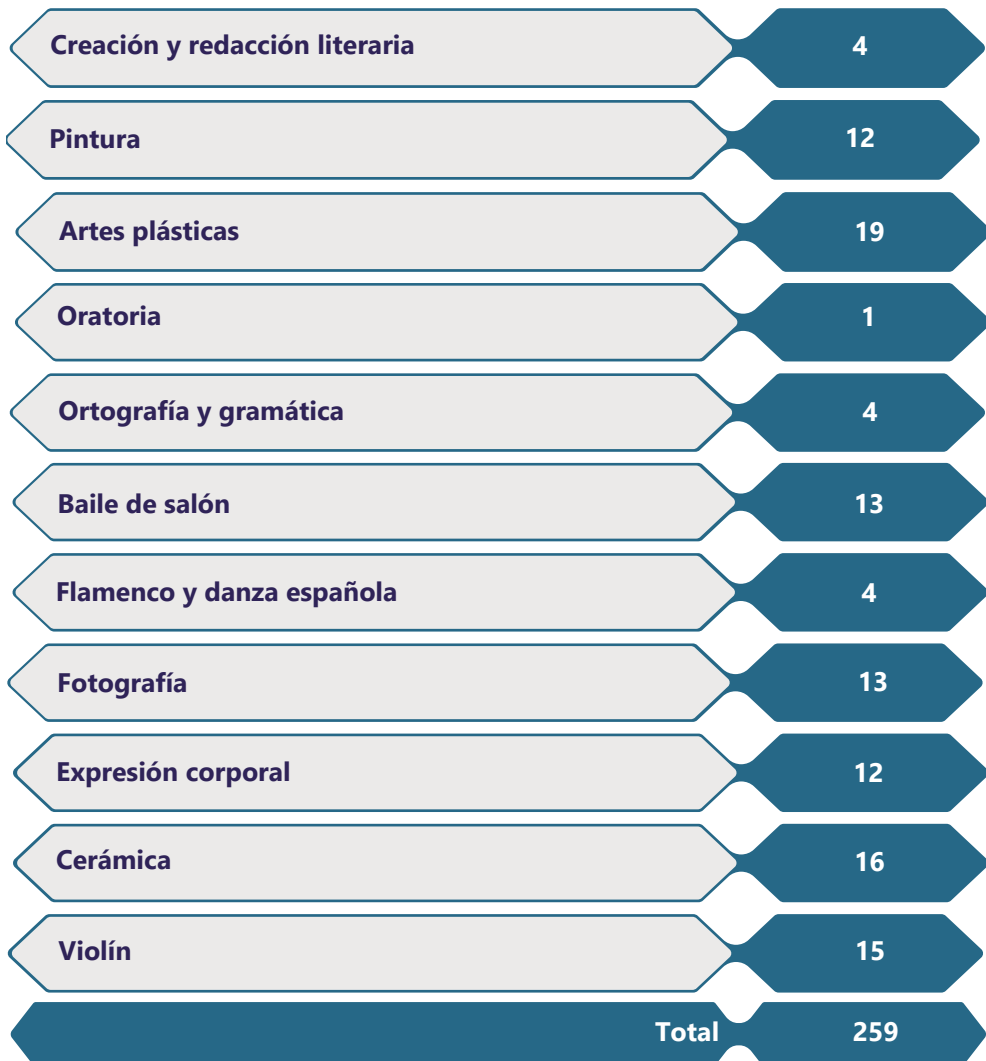 Creación y redacción literaria 4
Pintura 12
Artes plásticas 19
Oratoria 1
Ortografía y gramática 4
Baile de salón 13
Flamenco y danza española 4
Fotografía 13
Expresión corporal 12
Cerámica 16
Violín 15
Total 259